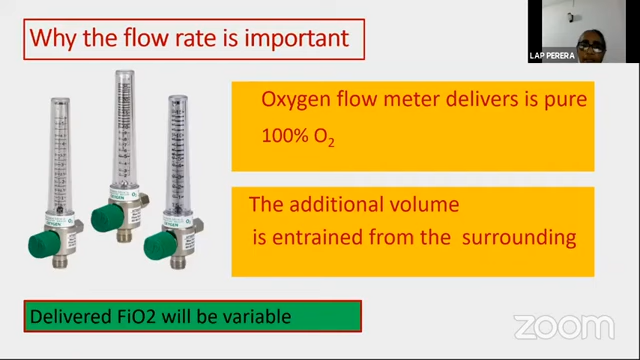 Why the flow rate is important
LAP PERERA
Oxygen flow meter delivers is pure
100% O2
The additional volume
is entrained from the surrounding
Delivered FiO2 will be variable
zoom